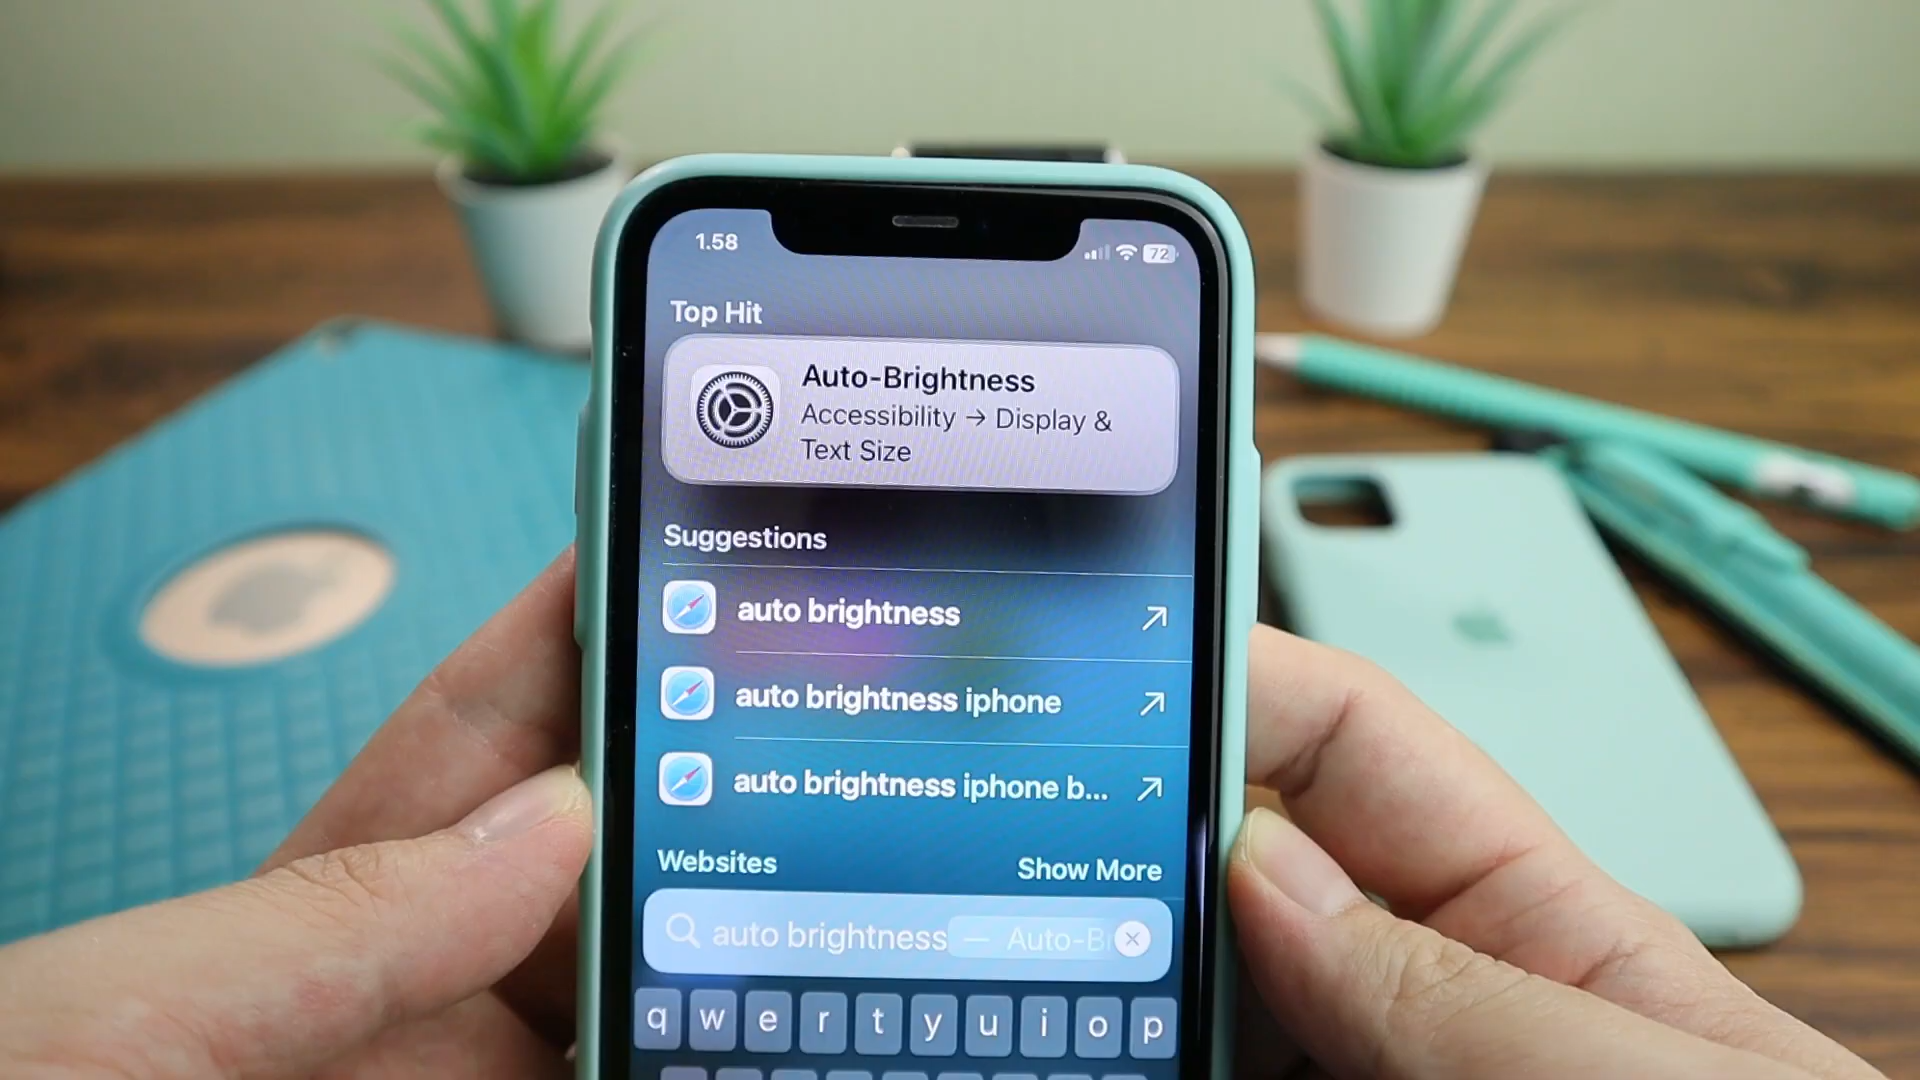 1.58
72
Top Hit
Auto-Brightness
Accessibility → Display &
Text Size
Suggestions
auto brightness
auto brightness iphone
auto brightness iphone b...
Websites Show More
auto brightness — Auto-B
q w e r t y u i o p